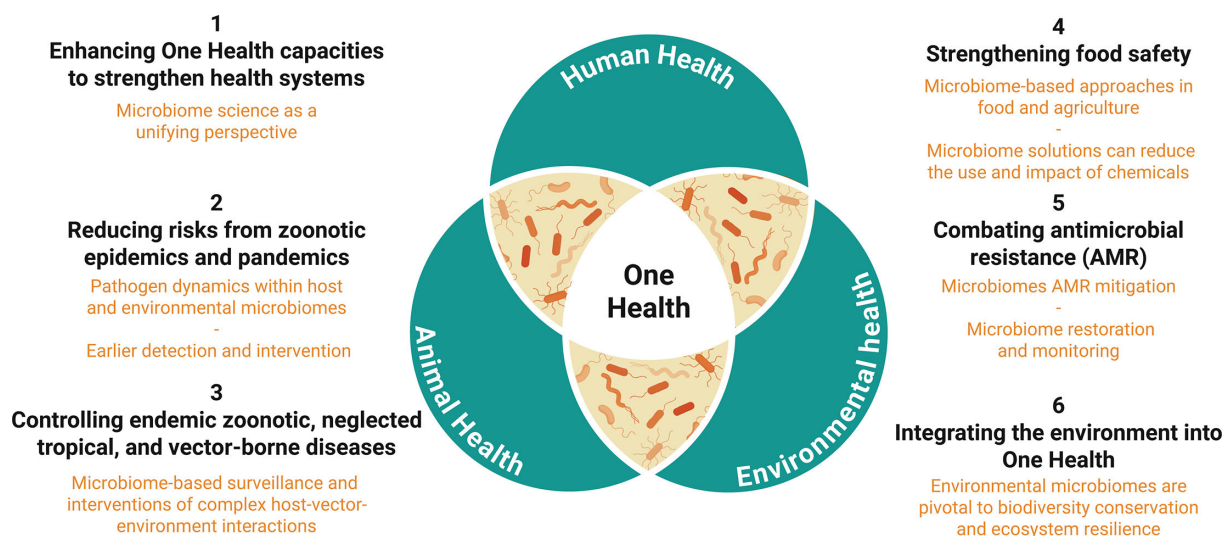 1
Enhancing One Health capacities
to strengthen health systems
Microbiome science as a
unifying perspective
2
Reducing risks from zoonotic
epidemics and pandemics
Pathogen dynamics within host
and environmental microbiomes
-
Earlier detection and intervention
3
Controlling endemic zoonotic, neglected
tropical, and vector-borne diseases
Microbiome-based surveillance and
interventions of complex host-vector-
environment interactions
Human Health
One
Health
Animal Health
Environmental health
4
Strengthening food safety
Microbiome-based approaches in
food and agriculture
-
Microbiome solutions can reduce
the use and impact of chemicals
5
Combating antimicrobial
resistance (AMR)
Microbiomes AMR mitigation
-
Microbiome restoration
and monitoring
6
Integrating the environment into
One Health
Environmental microbiomes are
pivotal to biodiversity conservation
and ecosystem resilience